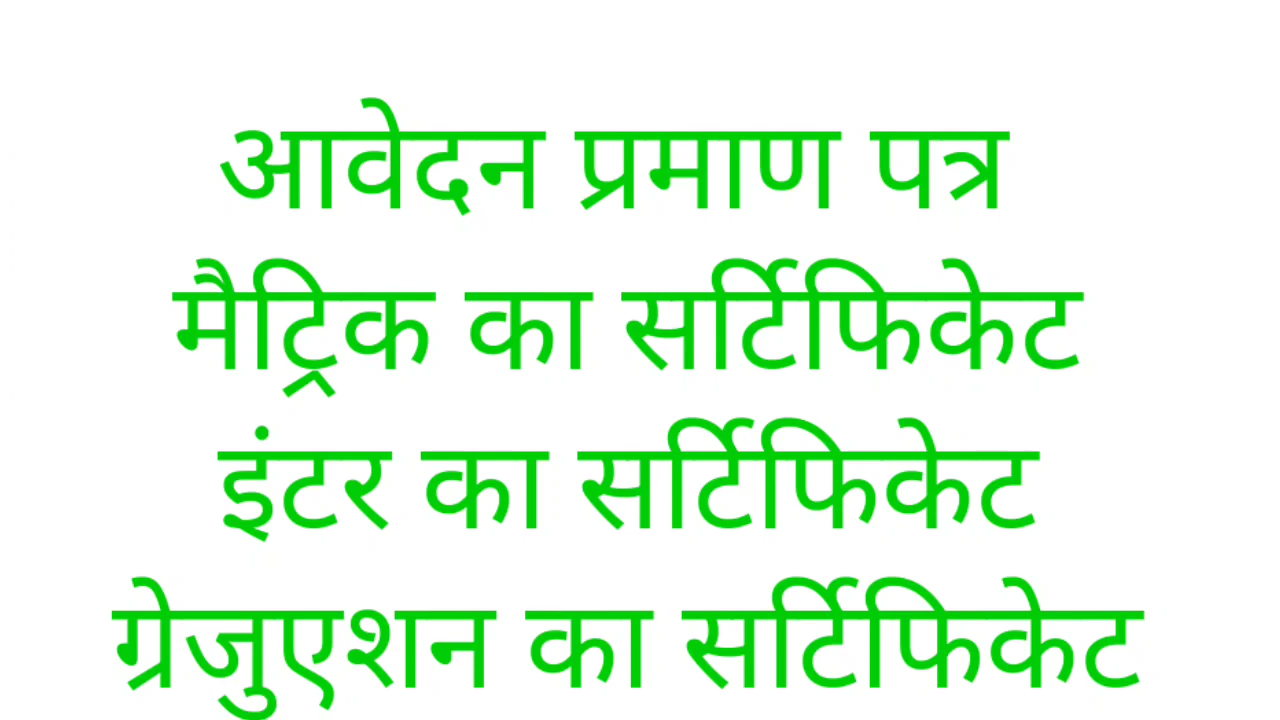 आवेदन प्रमाण पत्र
मैट्रिक का सर्टिफिकेट
इंटर का सर्टिफिकेट
ग्रेजुएशन का सर्टिफिकेट